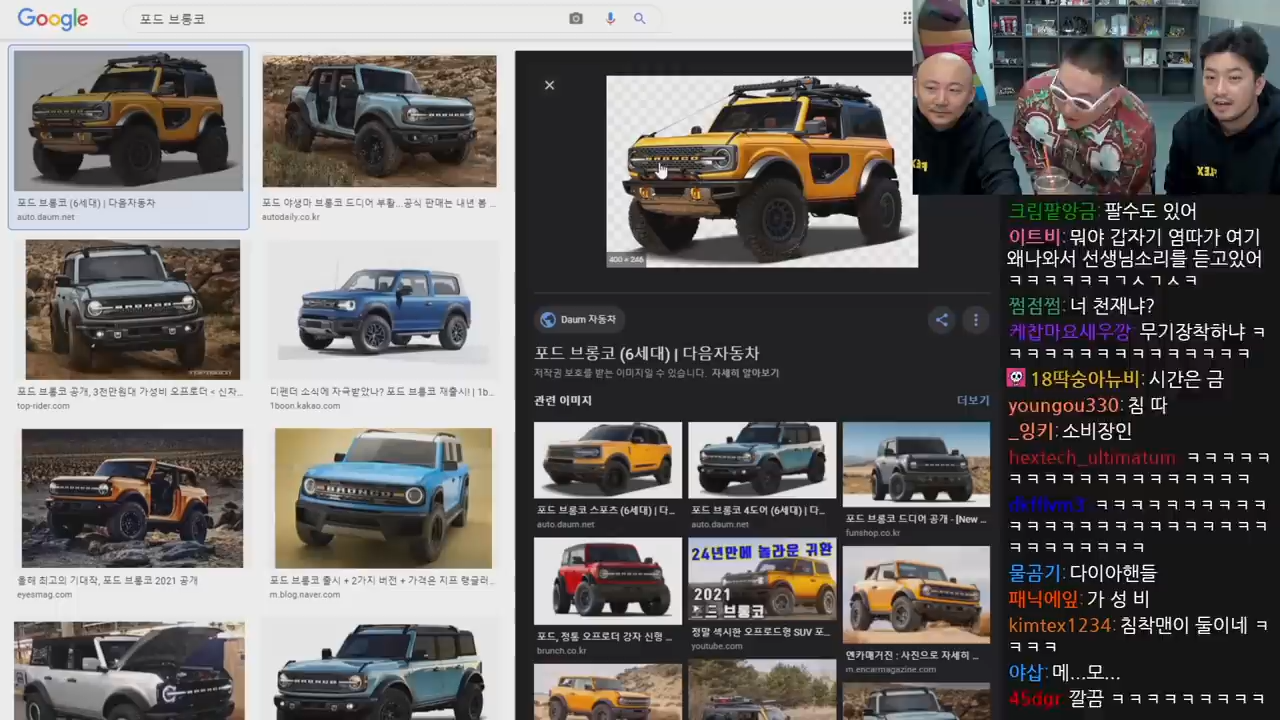 Google
포드 브롱코
포드 브롱코 (6세대) | 다음자동차
auto.daum.net
포드 야생마 브롱코 드디어 부활...공식 판매는 내년 봄 ...
autodaily.co.kr
포드 브롱코 공개, 3천만원대 가성비 오프로더 < 신차...
top-rider.com
디펜더 소식에 자극받았나? 포드 브롱코 재출시! | 1b...
1boon.kakao.com
올해 최고의 기대작, 포드 브롱코 2021 공개
eyesmag.com
포드 브롱코 출시 + 2가지 버전 + 가격은 지프 랭글러...
m.blog.naver.com
BRONCO
400 × 246
Daum 자동차
포드 브롱코 (6세대) | 다음자동차
저작권 보호를 받는 이미지일 수 있습니다. 자세히 알아보기
관련 이미지
더보기
포드 브롱코 스포츠 (6세대) | 다...
auto.daum.net
포드 브롱코 4도어 (6세대) | 다...
auto.daum.net
포드 브롱코 드디어 공개 - [New ...
funshop.co.kr
포드, 정통 오프로더 강자 신형 ...
brunch.co.kr
24년만에 놀라운 귀환
2021
포드 브롱코
정말 섹시한 오프로드형 SUV 포...
youtube.com
엔카매거진 : 사진으로 자세히 ...
m.encarmagazine.com
크림팥앙금: 팔수도 있어
이트비: 뭐야 갑자기 염따가 여기
왜나와서 선생님소리를 듣고있어
ㅋㅋㅋㅋㅋㅋㄱㅅㄱㅅㅋ
쩜점쩜: 너 천재냐?
케찹마요새우깡: 무기장착하냐 ㅋ
ㅋㅋㅋㅋㅋㅋㅋㅋㅋㅋㅋㅋㅋㅋ
18딱숭아뉴비: 시간은 금
youngou330: 침 따
_잉키: 소비장인
hextech_ultimatum: ㅋㅋㅋㅋㅋ
ㅋㅋㅋㅋㅋㅋㅋㅋㅋㅋㅋㅋㅋㅋ
dkffivm3: ㅋㅋㅋㅋㅋㅋㅋㅋㅋㅋ
ㅋㅋㅋㅋㅋㅋㅋㅋㅋㅋㅋㅋㅋㅋㅋ
ㅋㅋㅋㅋㅋㅋㅋㅋ
물곰기: 다이아핸들
패닉에잎: 가 성 비
kimtex1234: 침착맨이 둘이네 ㅋ
ㅋㅋㅋ
야삽: 메...모...
45dgr: 깔끔 ㅋㅋㅋㅋㅋㅋㅋㅋㅋ